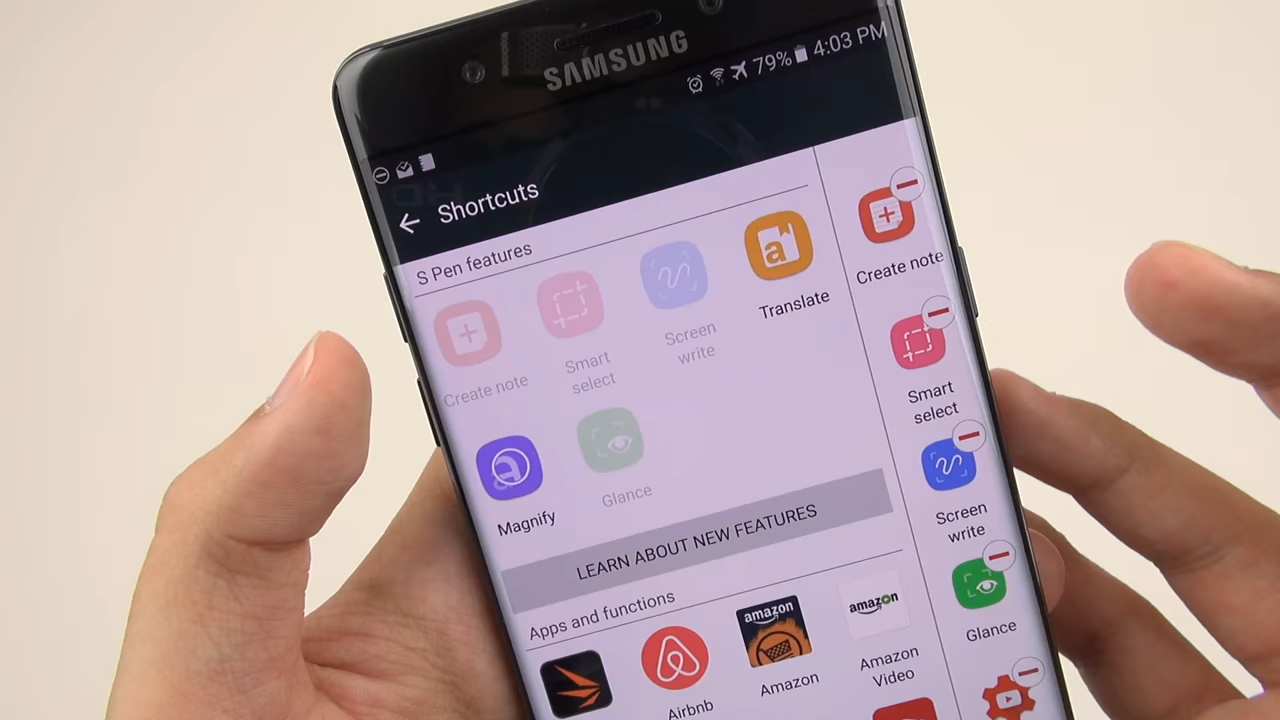 SAMSUNG
79% 4:03 PM
Shortcuts
S Pen features
Create note
Smart
select
Screen
write
Translate
Magnify
Glance
LEARN ABOUT NEW FEATURES
Apps and functions
Airbnb
amazon
Amazon
amazon
Amazon
Video
Create note
Smart
select
Screen
write
Glance